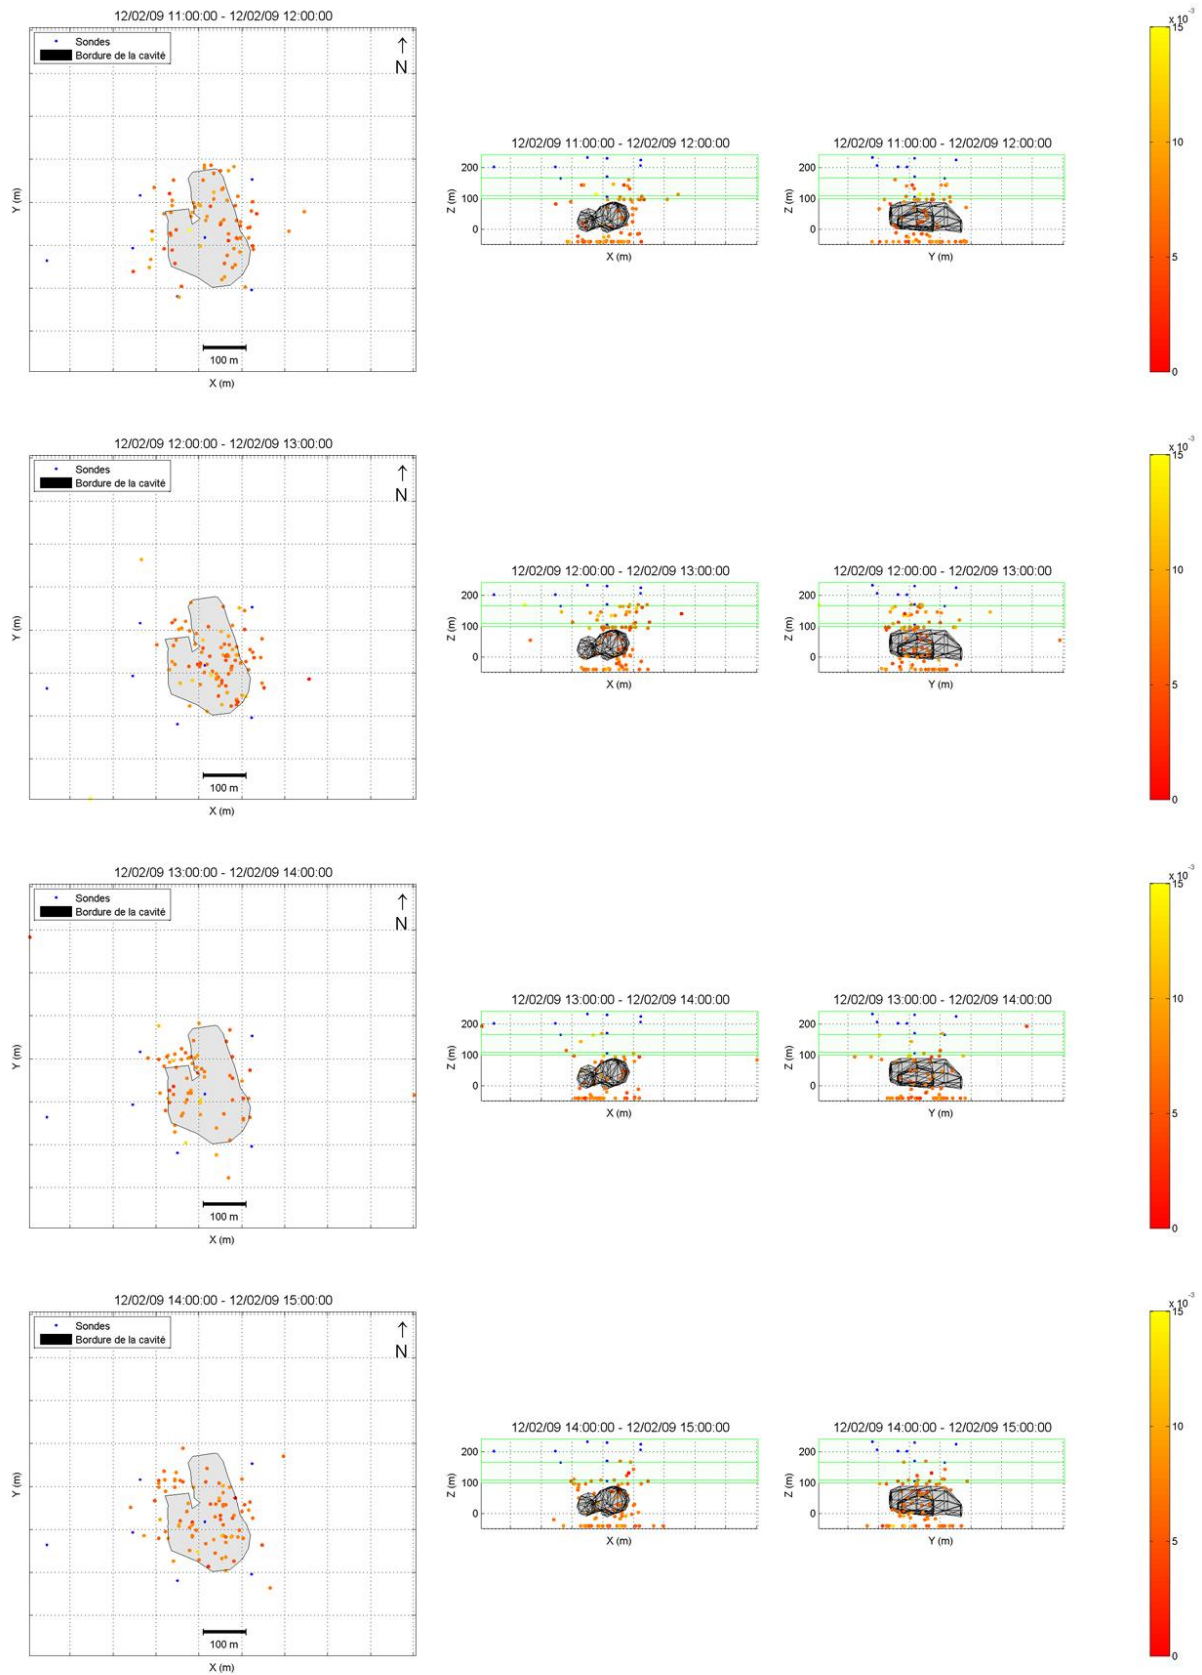 12/02/09 11:00:00 - 12/02/09 12:00:00
Sondes
Bordure de la cavité
N
Y (m)
100 m
X (m)
12/02/09 11:00:00 - 12/02/09 12:00:00
Z (m)
200
100
0
X (m)
12/02/09 11:00:00 - 12/02/09 12:00:00
Z (m)
200
100
0
Y (m)
x 10-3
15
10
5
0
12/02/09 12:00:00 - 12/02/09 13:00:00
Sondes
Bordure de la cavité
N
Y (m)
100 m
X (m)
12/02/09 12:00:00 - 12/02/09 13:00:00
Z (m)
200
100
0
X (m)
12/02/09 12:00:00 - 12/02/09 13:00:00
Z (m)
200
100
0
Y (m)
x 10-3
15
10
5
0
12/02/09 13:00:00 - 12/02/09 14:00:00
Sondes
Bordure de la cavité
N
Y (m)
100 m
X (m)
12/02/09 13:00:00 - 12/02/09 14:00:00
Z (m)
200
100
0
X (m)
12/02/09 13:00:00 - 12/02/09 14:00:00
Z (m)
200
100
0
Y (m)
x 10-3
15
10
5
0
12/02/09 14:00:00 - 12/02/09 15:00:00
Sondes
Bordure de la cavité
N
Y (m)
100 m
X (m)
12/02/09 14:00:00 - 12/02/09 15:00:00
Z (m)
200
100
0
X (m)
12/02/09 14:00:00 - 12/02/09 15:00:00
Z (m)
200
100
0
Y (m)
x 10-3
15
10
5
0